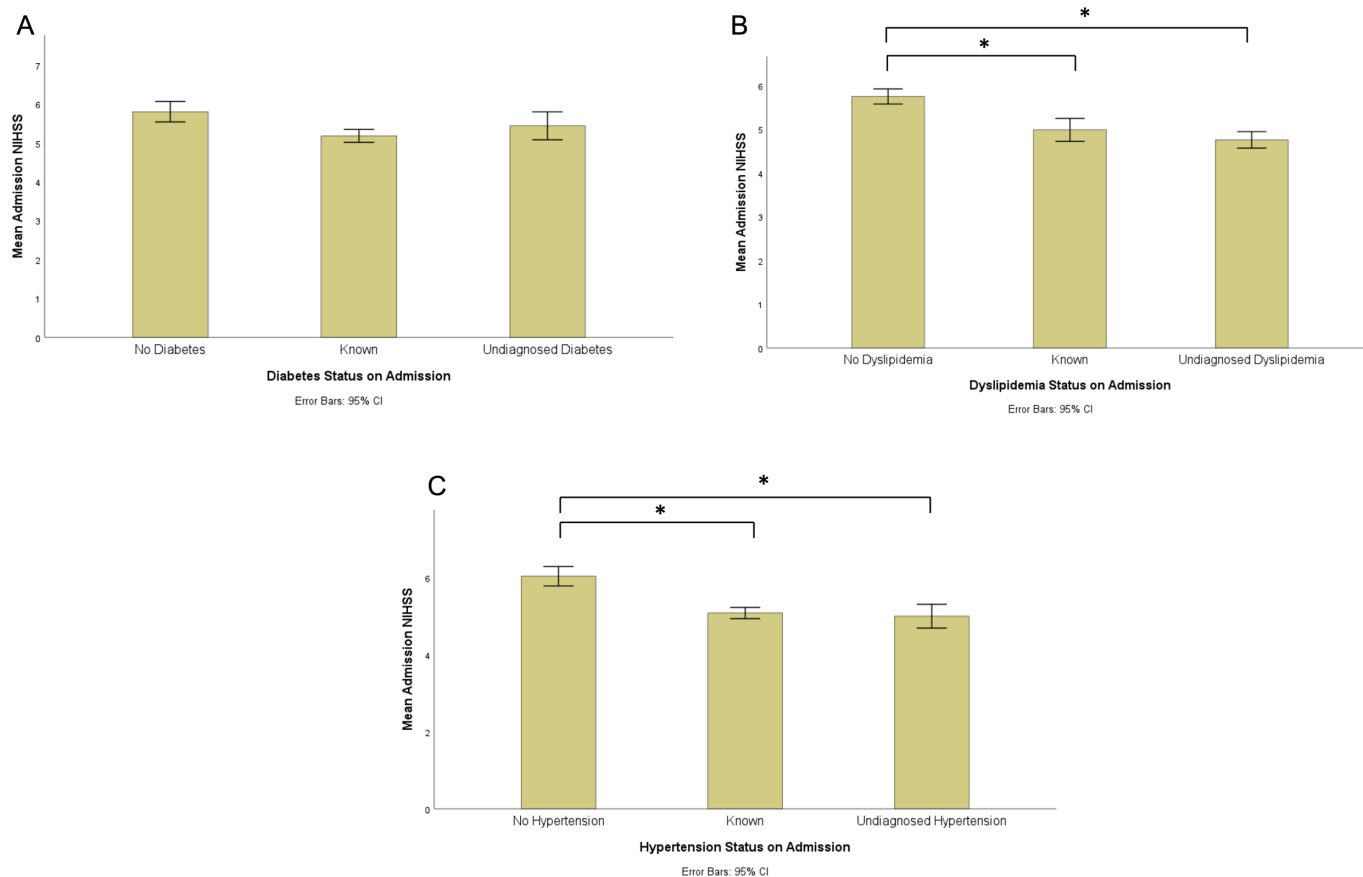 A
Mean Admission NIHSS
7
6
5
4
3
2
1
0
No Diabetes Known Undiagnosed Diabetes
Diabetes Status on Admission
Error Bars: 95% CI
B
*
*
Mean Admission NIHSS
6
5
4
3
2
1
0
No Dyslipidemia Known Undiagnosed Dyslipidemia
Dyslipidemia Status on Admission
Error Bars: 95% CI
C
*
*
Mean Admission NIHSS
6
4
2
0
No Hypertension Known Undiagnosed Hypertension
Hypertension Status on Admission
Error Bars: 95% CI